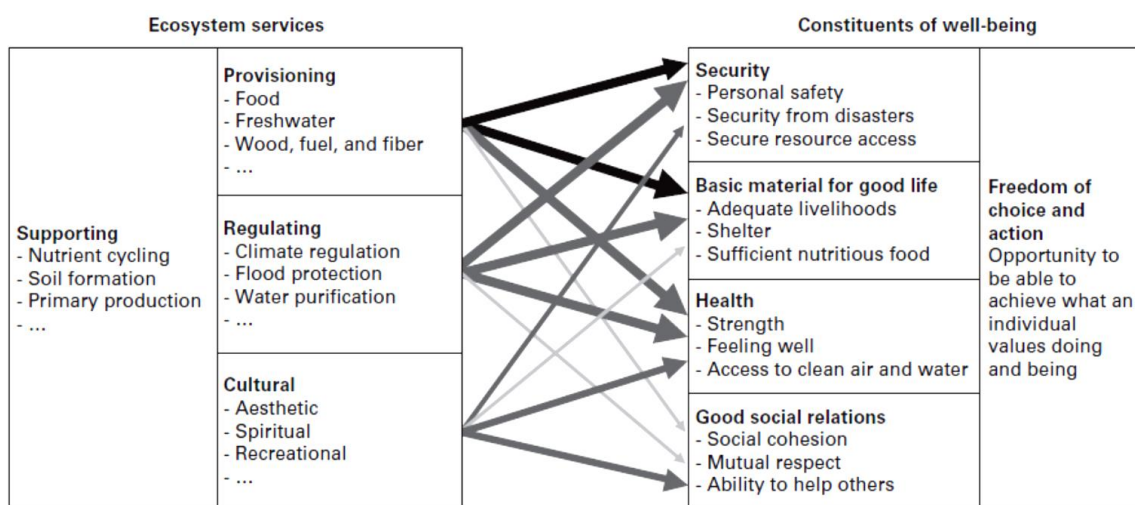 Ecosystem services
Supporting
- Nutrient cycling
- Soil formation
- Primary production
- ...
Provisioning
- Food
- Freshwater
- Wood, fuel, and fiber
- ...
Regulating
- Climate regulation
- Flood protection
- Water purification
- ...
Cultural
- Aesthetic
- Spiritual
- Recreational
- ...
Constituents of well-being
Security
- Personal safety
- Security from disasters
- Secure resource access
Basic material for good life
- Adequate livelihoods
- Shelter
- Sufficient nutritious food
Health
- Strength
- Feeling well
- Access to clean air and water
Good social relations
- Social cohesion
- Mutual respect
- Ability to help others
Freedom of
choice and
action
Opportunity to
be able to
achieve what an
individual
values doing
and being